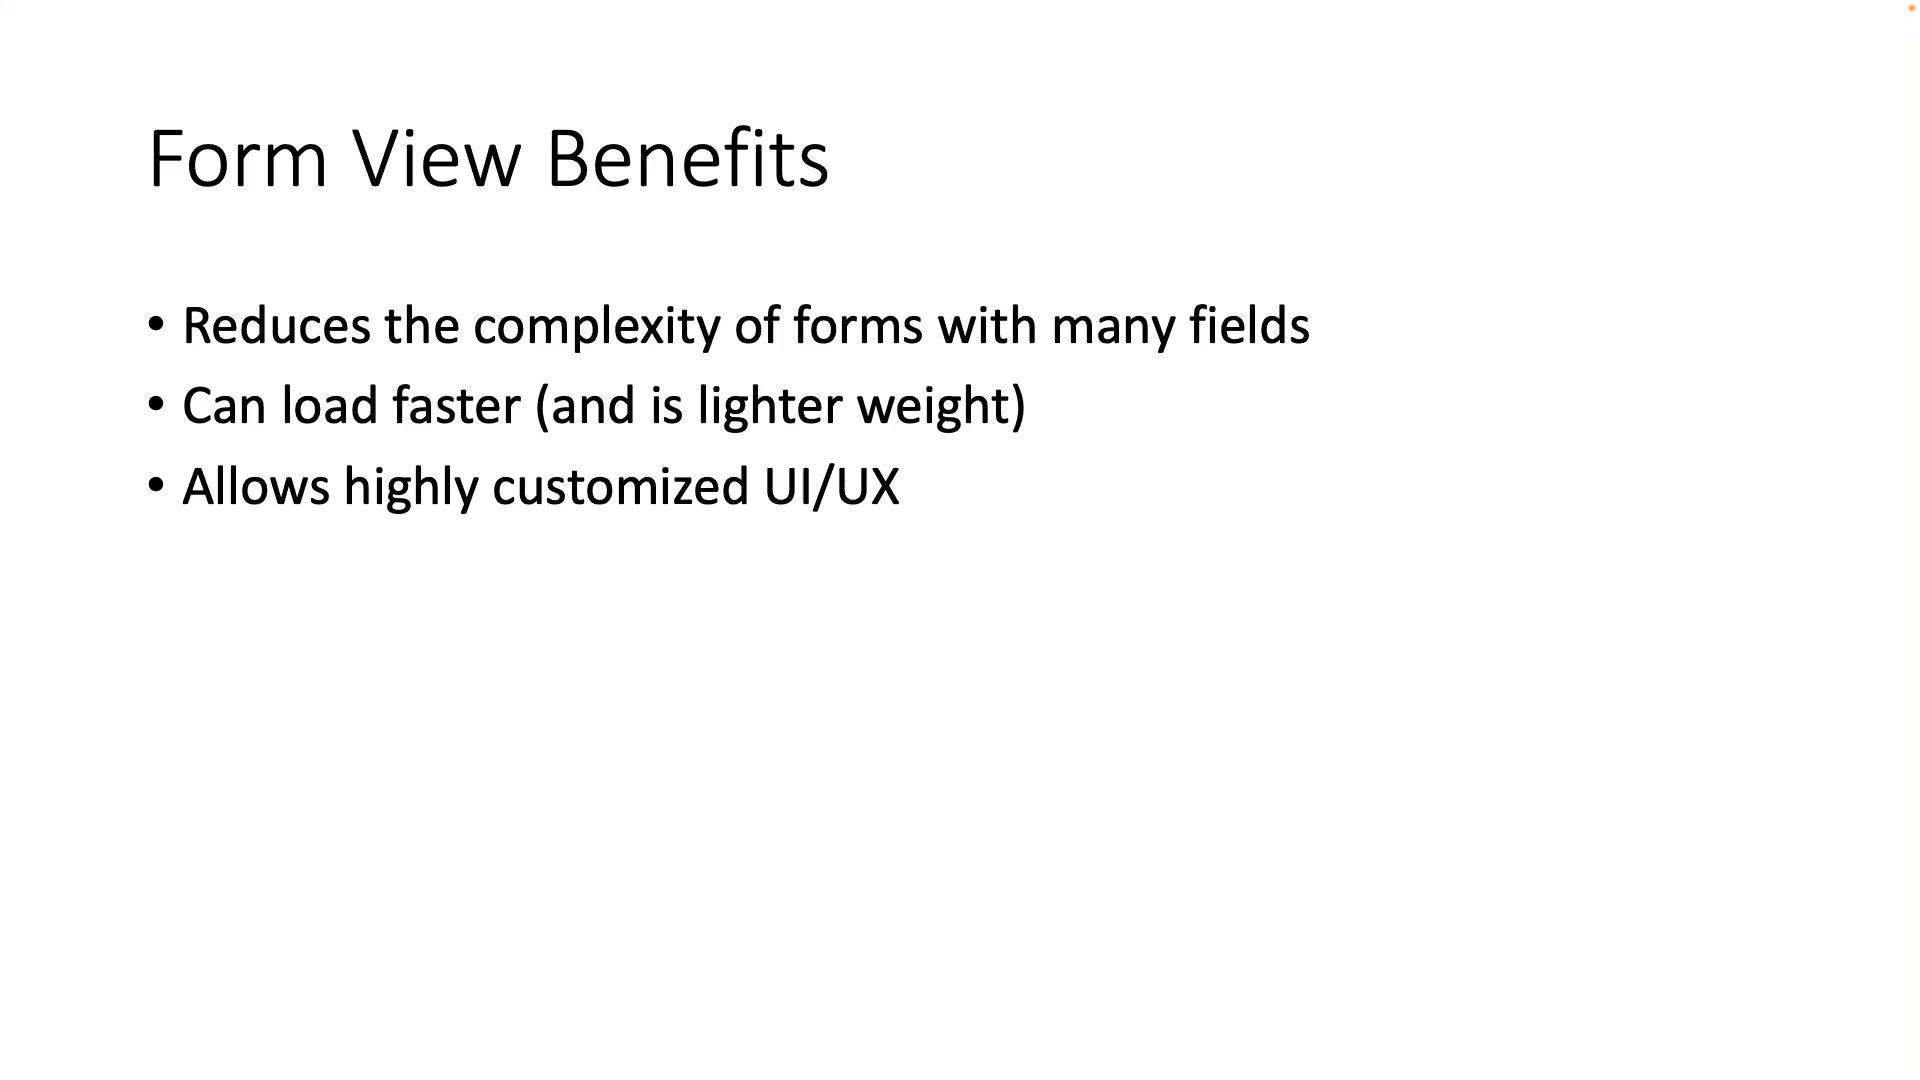 Form View Benefits
• Reduces the complexity of forms with many fields
• Can load faster (and is lighter weight)
• Allows highly customized UI/UX